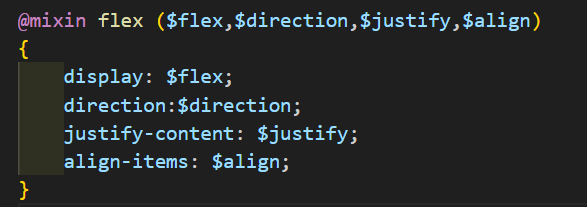 @mixin flex ($flex,$direction,$justify,$align)
{
display: $flex;
direction:$direction;
justify-content: $justify;
align-items: $align;
}